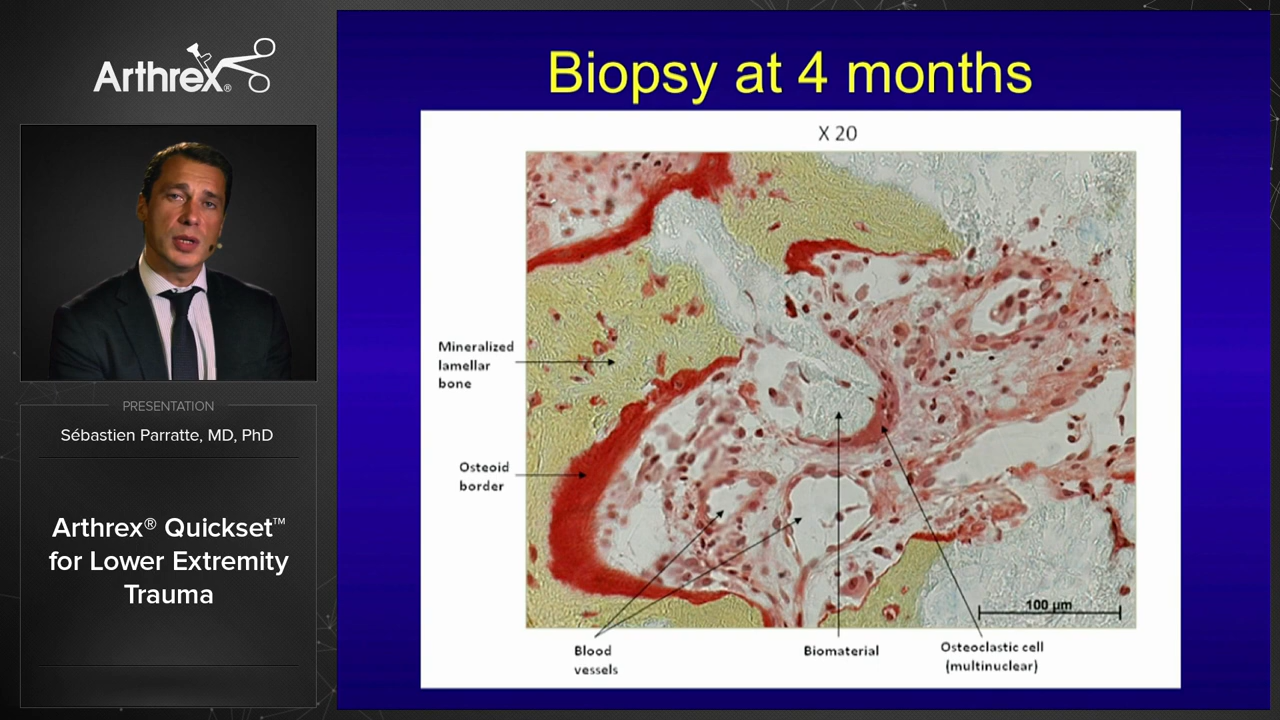 Arthrex®
PRESENTATION
Sébastien Parratte, MD, PhD
Arthrex® Quickset™
for Lower Extremity
Trauma
Biopsy at 4 months
X 20
Mineralized
lamellar
bone
Osteoid
border
100 µm
Blood
vessels
Biomaterial
Osteoclastic cell
(multinuclear)